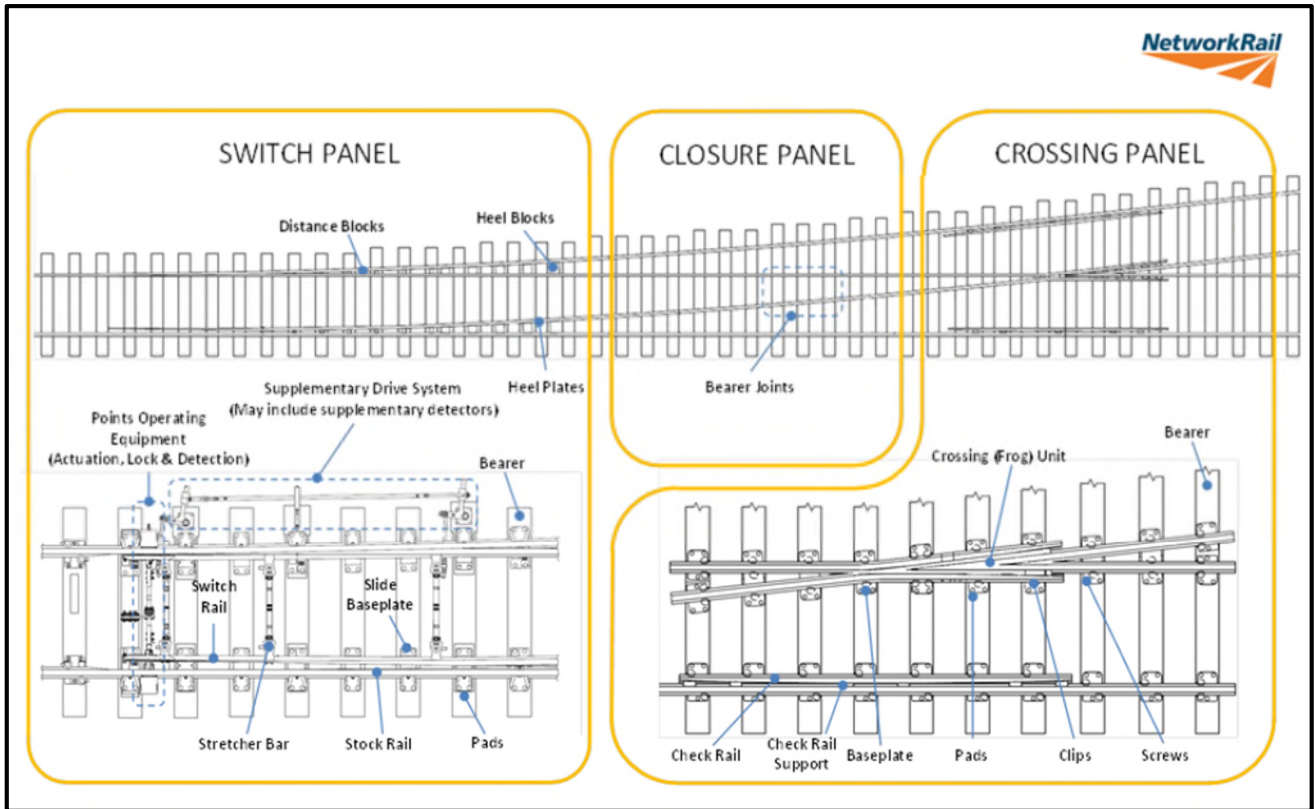 NetworkRail
SWITCH PANEL
CLOSURE PANEL
CROSSING PANEL
Distance Blocks
Heel Blocks
Heel Plates
Bearer Joints
Supplementary Drive System
(May include supplementary detectors)
Points Operating
Equipment
(Actuation, Lock & Detection)
Bearer
Switch
Rail
Slide
Baseplate
Stretcher Bar
Stock Rail
Pads
Bearer
Crossing (Frog) Unit
Check Rail
Check Rail
Support
Baseplate
Pads
Clips
Screws